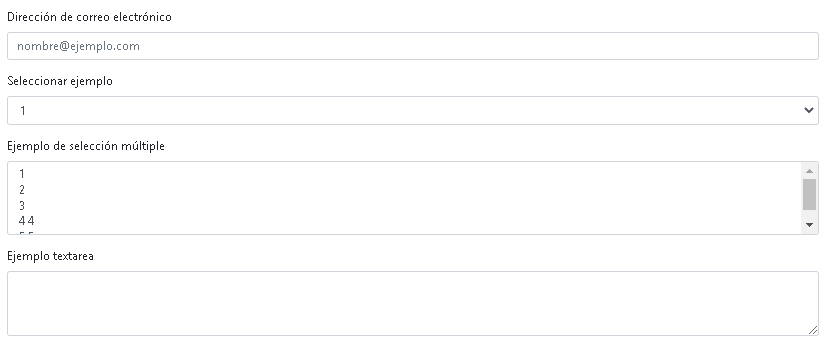 Dirección de correo electrónico
nombre@ejemplo.com
Seleccionar ejemplo
1
Ejemplo de selección múltiple
1
2
3
4 4
Ejemplo textarea